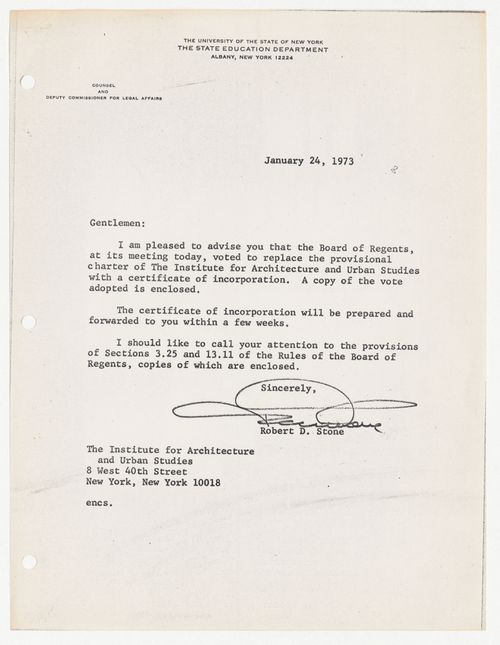 THE UNIVERSITY OF THE STATE OF NEW YORK
THE STATE EDUCATION DEPARTMENT
ALBANY, NEW YORK 12224
COUNSEL
AND
DEPUTY COMMISSIONER FOR LEGAL AFFAIRS
January 24, 1973
Gentlemen:
I am pleased to advise you that the Board of Regents,
at its meeting today, voted to replace the provisional
charter of The Institute for Architecture and Urban Studies
with a certificate of incorporation. A copy of the vote
adopted is enclosed.
The certificate of incorporation will be prepared and
forwarded to you within a few weeks.
I should like to call your attention to the provisions
of Sections 3.25 and 13.11 of the Rules of the Board of
Regents, copies of which are enclosed.
Sincerely,
Robert D. Stone
The Institute for Architecture
and Urban Studies
8 West 40th Street
New York, New York 10018
encs.